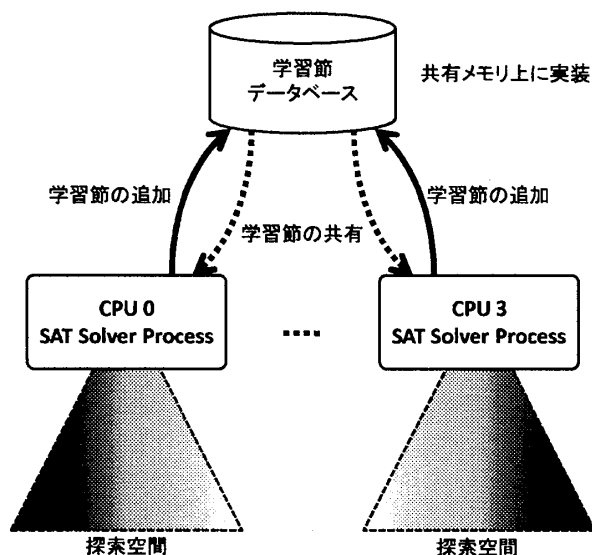 学習節
データベース
共有メモリ上に実装
学習節の追加
学習節の追加
学習節の共有
CPU 0
SAT Solver Process
CPU 3
SAT Solver Process
探索空間
探索空間